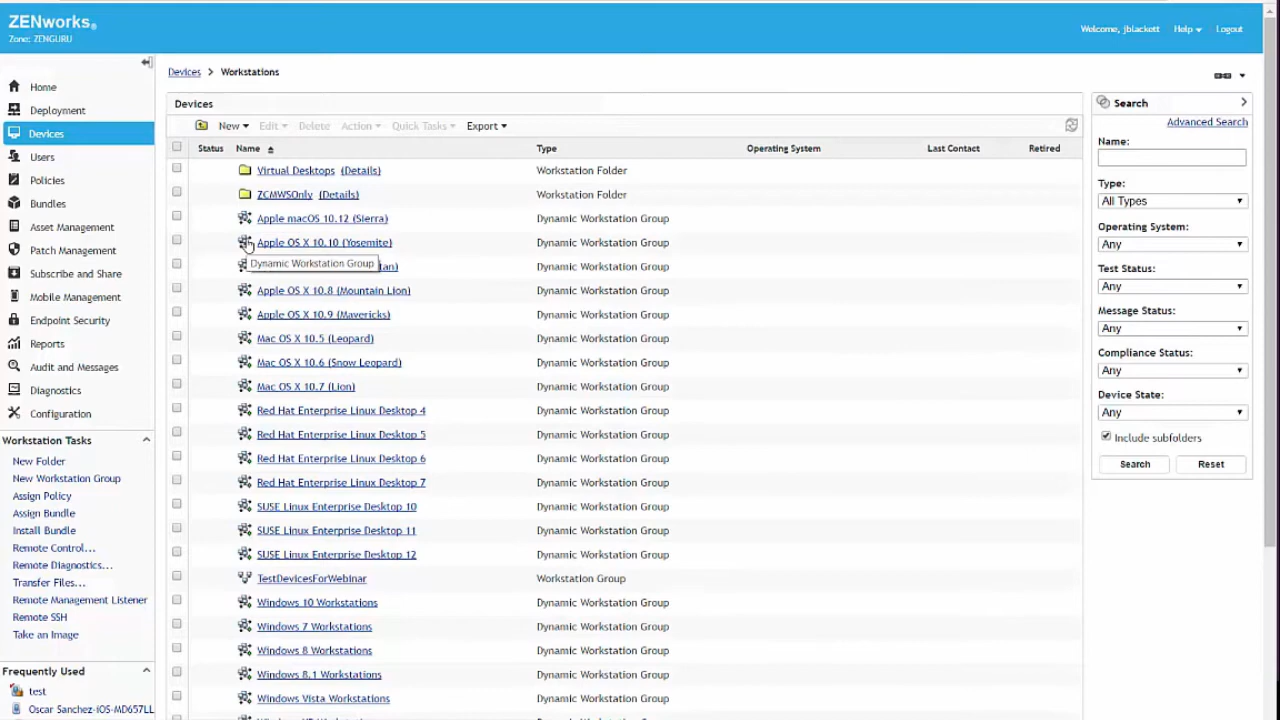 ZENworks®
Zone: ZENGURU
Welcome, jblackett Help Logout
Home
Deployment
Devices
Users
Policies
Bundles
Asset Management
Patch Management
Subscribe and Share
Mobile Management
Endpoint Security
Reports
Audit and Messages
Diagnostics
Configuration
Workstation Tasks
New Folder
New Workstation Group
Assign Policy
Assign Bundle
Install Bundle
Remote Control...
Remote Diagnostics...
Transfer Files...
Remote Management Listener
Remote SSH
Take an Image
Frequently Used
test
Oscar Sanchez-iOS-MD657LL
Devices > Workstations
Devices
New Edit Delete Action Quick Tasks Export
Status Name Type Operating System Last Contact Retired
Virtual Desktops (Details) Workstation Folder
ZCMWSOnly (Details) Workstation Folder
Apple macOS 10.12 (Sierra) Dynamic Workstation Group
Apple OS X 10.10 (Yosemite) Dynamic Workstation Group
Dynamic Workstation Group
tan) Dynamic Workstation Group
Apple OS X 10.8 (Mountain Lion) Dynamic Workstation Group
Apple OS X 10.9 (Mavericks) Dynamic Workstation Group
Mac OS X 10.5 (Leopard) Dynamic Workstation Group
Mac OS X 10.6 (Snow Leopard) Dynamic Workstation Group
Mac OS X 10.7 (Lion) Dynamic Workstation Group
Red Hat Enterprise Linux Desktop 4 Dynamic Workstation Group
Red Hat Enterprise Linux Desktop 5 Dynamic Workstation Group
Red Hat Enterprise Linux Desktop 6 Dynamic Workstation Group
Red Hat Enterprise Linux Desktop 7 Dynamic Workstation Group
SUSE Linux Enterprise Desktop 10 Dynamic Workstation Group
SUSE Linux Enterprise Desktop 11 Dynamic Workstation Group
SUSE Linux Enterprise Desktop 12 Dynamic Workstation Group
TestDevicesForWebinar Workstation Group
Windows 10 Workstations Dynamic Workstation Group
Windows 7 Workstations Dynamic Workstation Group
Windows 8 Workstations Dynamic Workstation Group
Windows 8.1 Workstations Dynamic Workstation Group
Windows Vista Workstations Dynamic Workstation Group
Search
Advanced Search
Name:
Type:
All Types
Operating System:
Any
Test Status:
Any
Message Status:
Any
Compliance Status:
Any
Device State:
Any
Include subfolders
Search Reset